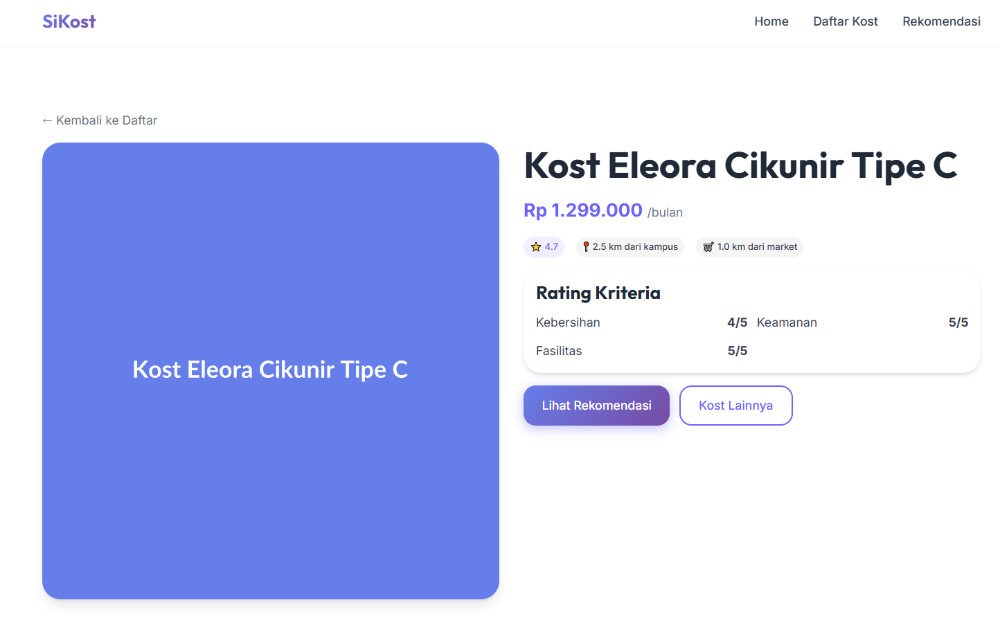 SiKost
Home
Daftar Kost
Rekomendasi
← Kembali ke Daftar
Kost Eleora Cikunir Tipe C
Kost Eleora Cikunir Tipe C
Rp 1.299.000 /bulan
⭐ 4.7
📍 2.5 km dari kampus
🛒 1.0 km dari market
Rating Kriteria
Kebersihan 4/5
Keamanan 5/5
Fasilitas 5/5
Lihat Rekomendasi
Kost Lainnya